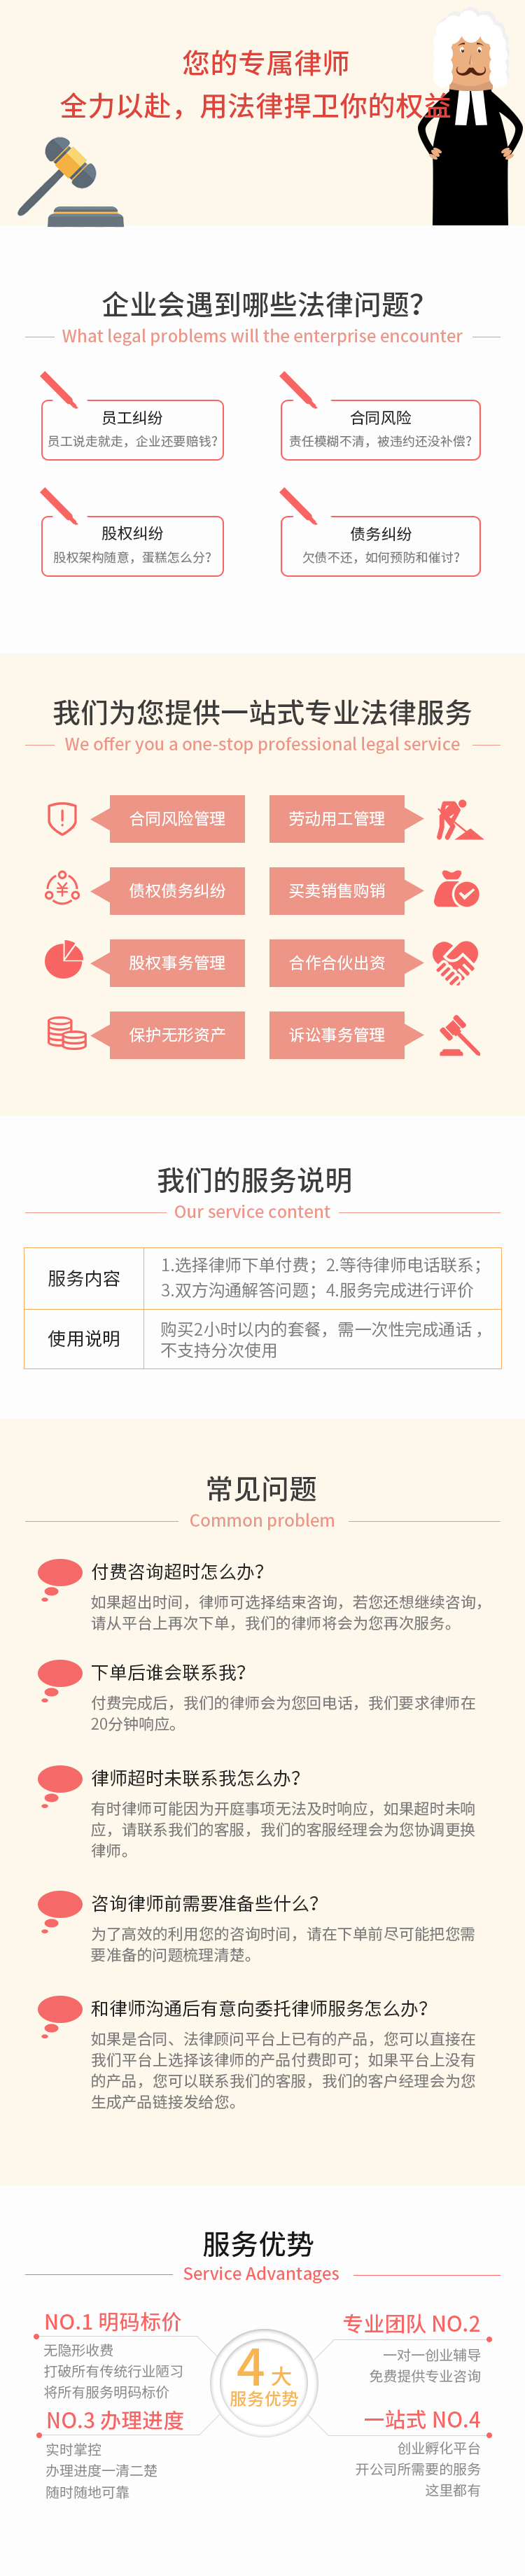 您的专属律师
全力以赴，用法律捍卫你的权益
企业会遇到哪些法律问题？
What legal problems will the enterprise encounter
员工纠纷
员工说走就走，企业还要赔钱？
合同风险
责任模糊不清，被违约还没补偿？
股权纠纷
股权架构随意，蛋糕怎么分？
债务纠纷
欠债不还，如何预防和催讨？
我们为您提供一站式专业法律服务
We offer you a one-stop professional legal service
合同风险管理
劳动用工管理
债权债务纠纷
买卖销售购销
股权事务管理
合作合伙出资
保护无形资产
诉讼事务管理
我们的服务说明
Our service content
服务内容
1.选择律师下单付费；2.等待律师电话联系；
3.双方沟通解答问题；4.服务完成进行评价
使用说明
购买2小时以内的套餐，需一次性完成通话，
不支持分次使用
常见问题
Common problem
付费咨询超时怎么办？
如果超出时间，律师可选择结束咨询，若您还想继续咨询，
请从平台上再次下单，我们的律师将会为您再次服务。
下单后谁会联系我？
付费完成后，我们的律师会为您回电话，我们要求律师在
20分钟响应。
律师超时未联系我怎么办？
有时律师可能因为开庭事项无法及时响应，如果超时未响
应，请联系我们的客服，我们的客服经理会为您协调更换
律师。
咨询律师前需要准备些什么？
为了高效的利用您的咨询时间，请在下单前尽可能把您需
要准备的问题梳理清楚。
和律师沟通后有意向委托律师服务怎么办？
如果是合同、法律顾问平台上已有的产品，您可以直接在
我们平台上选择该律师的产品付费即可；如果平台上没有
的产品，您可以联系我们的客服，我们的客户经理会为您
生成产品链接发给您。
服务优势
Service Advantages
NO.1 明码标价
无隐形收费
打破所有传统行业陋习
将所有服务明码标价
专业团队 NO.2
一对一创业辅导
免费提供专业咨询
4大
服务优势
NO.3 办理进度
实时掌控
办理进度一清二楚
随时随地可靠
一站式 NO.4
创业孵化平台
开公司所需要的服务
这里都有